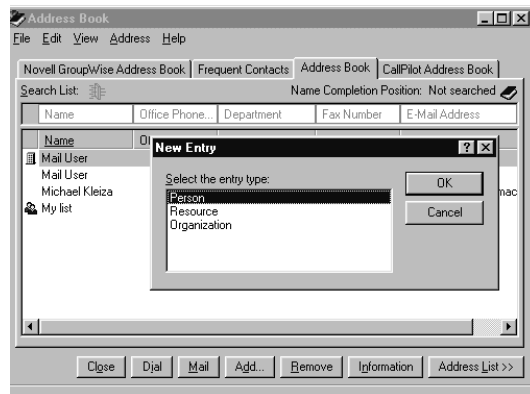 Address Book
File Edit View Address Help
Novell GroupWise Address Book Frequent Contacts Address Book CallPilot Address Book
Search List: Name Completion Position: Not searched
Name Office Phone... Department Fax Number E-Mail Address
Name O
New Entry
Mail User
Mail User
Michael Kleiza mac
My list
Select the entry type:
Person
Resource
Organization
OK
Cancel
Close Dial Mail Add... Remove Information Address List >>